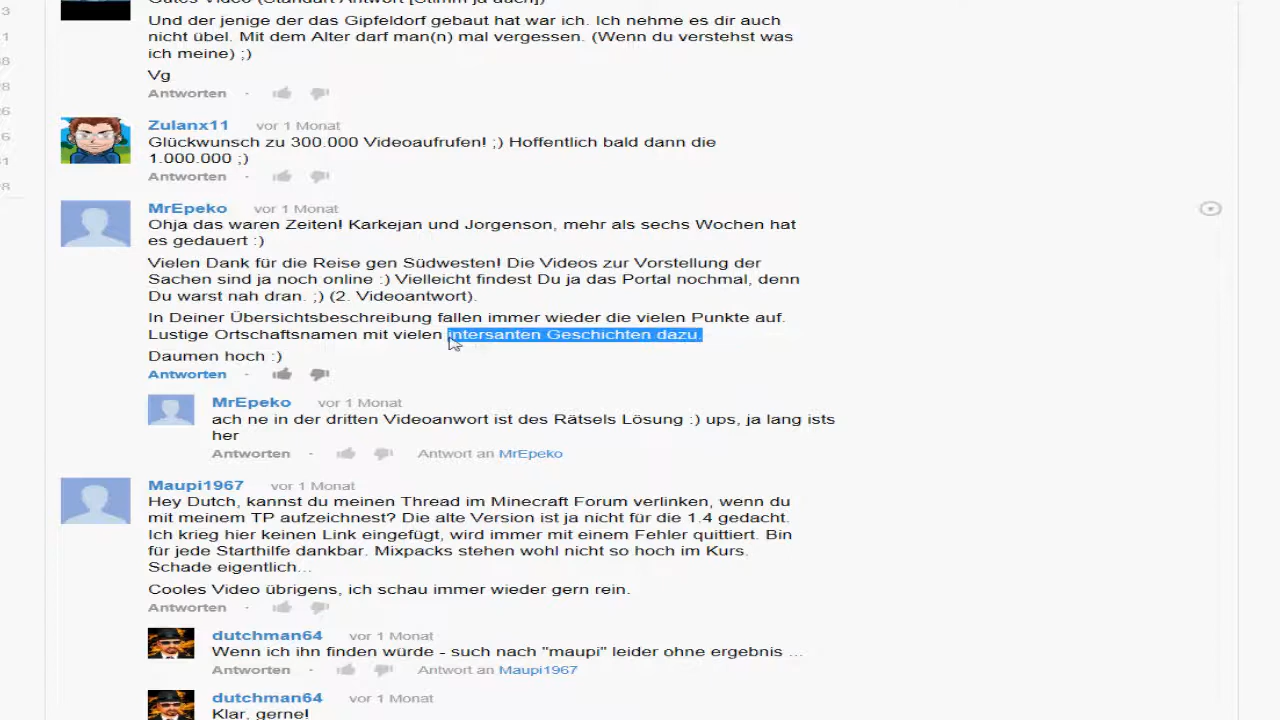 Gutes Video (Standart Antwort [Stimm ja auch])
Und der jenige der das Gipfeldorf gebaut hat war ich. Ich nehme es dir auch
nicht übel. Mit dem Alter darf man(n) mal vergessen. (Wenn du verstehst was
ich meine) ;)
Vg
Antworten ·
Zulanx11 vor 1 Monat
Glückwunsch zu 300.000 Videoaufrufen! ;) Hoffentlich bald dann die
1.000.000 ;)
Antworten ·
MrEpeko vor 1 Monat
Ohja das waren Zeiten! Karkejan und Jorgenson, mehr als sechs Wochen hat
es gedauert :)
Vielen Dank für die Reise gen Südwesten! Die Videos zur Vorstellung der
Sachen sind ja noch online :) Vielleicht findest Du ja das Portal nochmal, denn
Du warst nah dran. ;) (2. Videoantwort).
In Deiner Übersichtsbeschreibung fallen immer wieder die vielen Punkte auf.
Lustige Ortschaftsnamen mit vielen intersanten Geschichten dazu.
Daumen hoch :)
Antworten ·
MrEpeko vor 1 Monat
ach ne in der driften Videoanwort ist des Rätsels Lösung :) ups, ja lang ists
her
Antworten · Antwort an MrEpeko
Maupi1967 vor 1 Monat
Hey Dutch, kannst du meinen Thread im Minecraft Forum verlinken, wenn du
mit meinem TP aufzeichnest? Die alte Version ist ja nicht für die 1.4 gedacht.
Ich krieg hier keinen Link eingefügt, wird immer mit einem Fehler quittiert. Bin
für jede Starthilfe dankbar. Mixpacks stehen wohl nicht so hoch im Kurs.
Schade eigentlich...
Cooles Video übrigens, ich schau immer wieder gern rein.
Antworten ·
dutchman64 vor 1 Monat
Wenn ich ihn finden würde - such nach "maupi" leider ohne ergebnis ...
Antworten · Antwort an Maupi1967
dutchman64 vor 1 Monat
Klar, gerne!